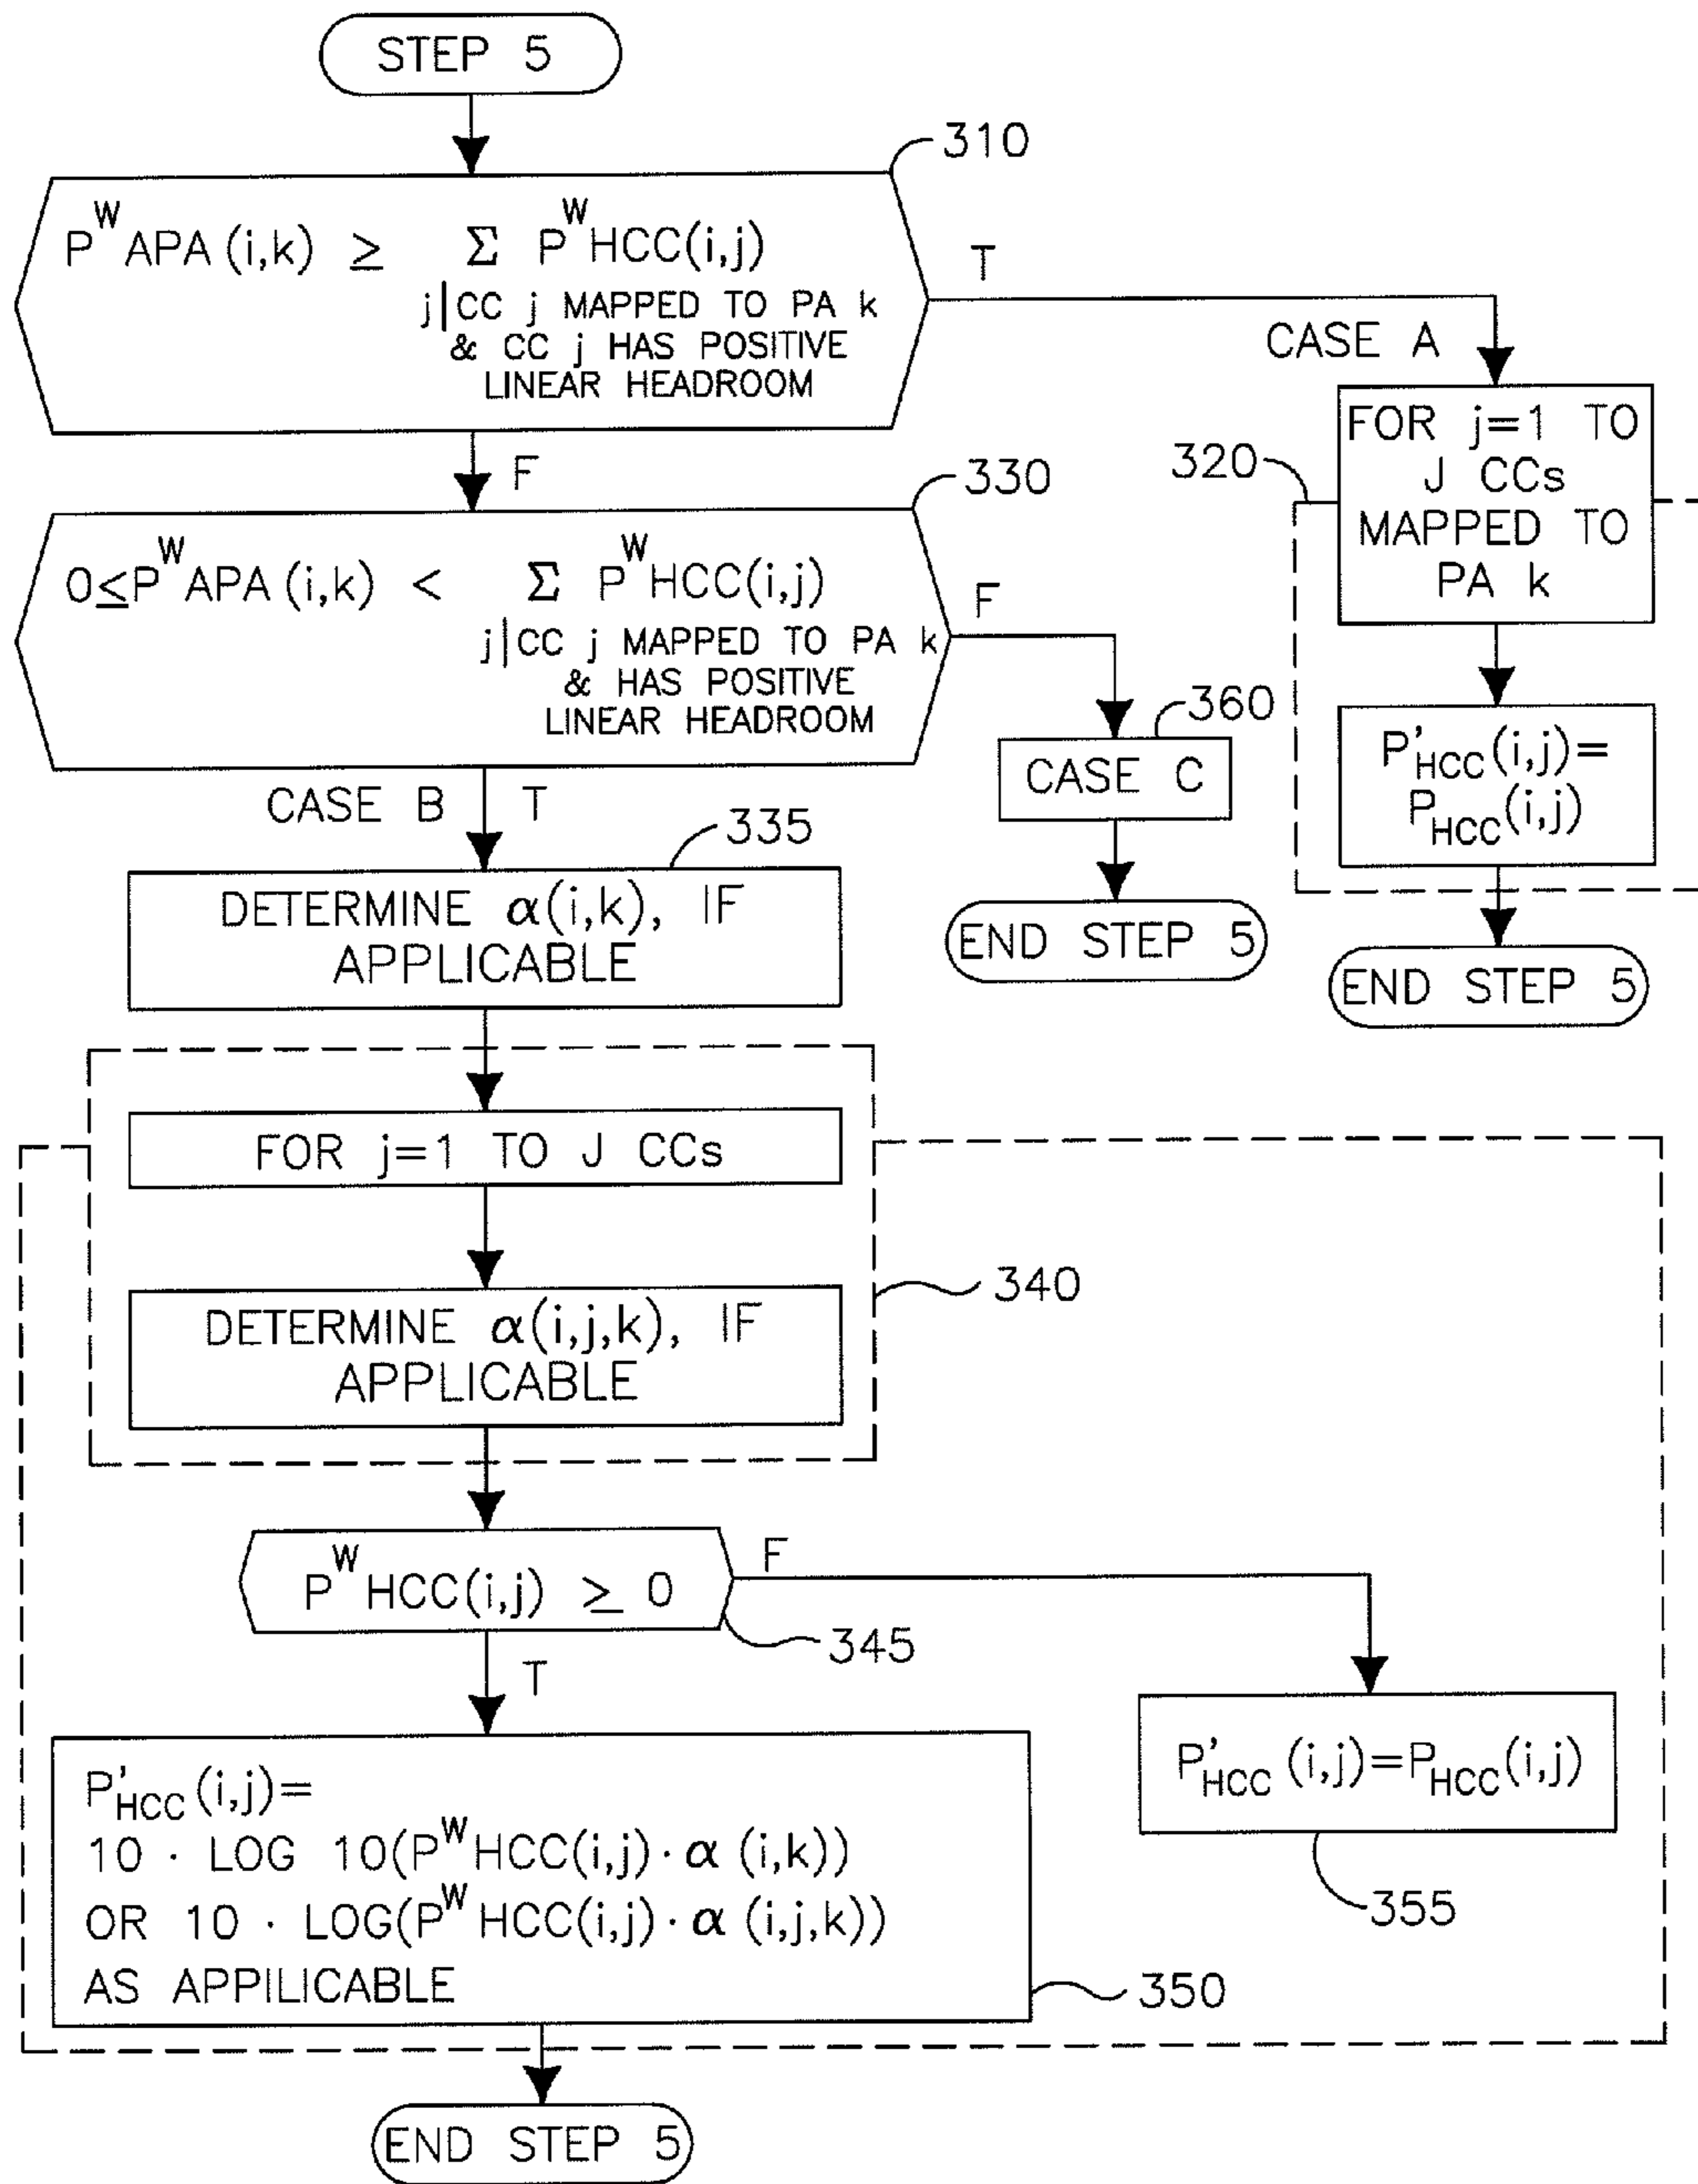 STEP 5
310
P^W APA (i,k) ≥ Σ P^W HCC(i,j)
j|CC j MAPPED TO PA k
& CC j HAS POSITIVE
LINEAR HEADROOM
T
CASE A
F
320
FOR j=1 TO
J CCs
MAPPED TO
PA k
330
0≤P^W APA (i,k) < Σ P^W HCC(i,j)
j|CC j MAPPED TO PA k
& HAS POSITIVE
LINEAR HEADROOM
F
360
CASE C
P'HCC(i,j)=
PHCC(i,j)
CASE B
T
335
DETERMINE α(i,k), IF
APPLICABLE
END STEP 5
END STEP 5
FOR j=1 TO J CCs
340
DETERMINE α(i,j,k), IF
APPLICABLE
P^W HCC(i,j) ≥ 0
F
345
T
P'HCC (i,j)=PHCC(i,j)
355
P'HCC (i,j)=
10 · LOG 10(P^W HCC(i,j) · α (i,k))
OR 10 · LOG(P^W HCC(i,j) · α (i,j,k))
AS APPILICABLE
350
END STEP 5